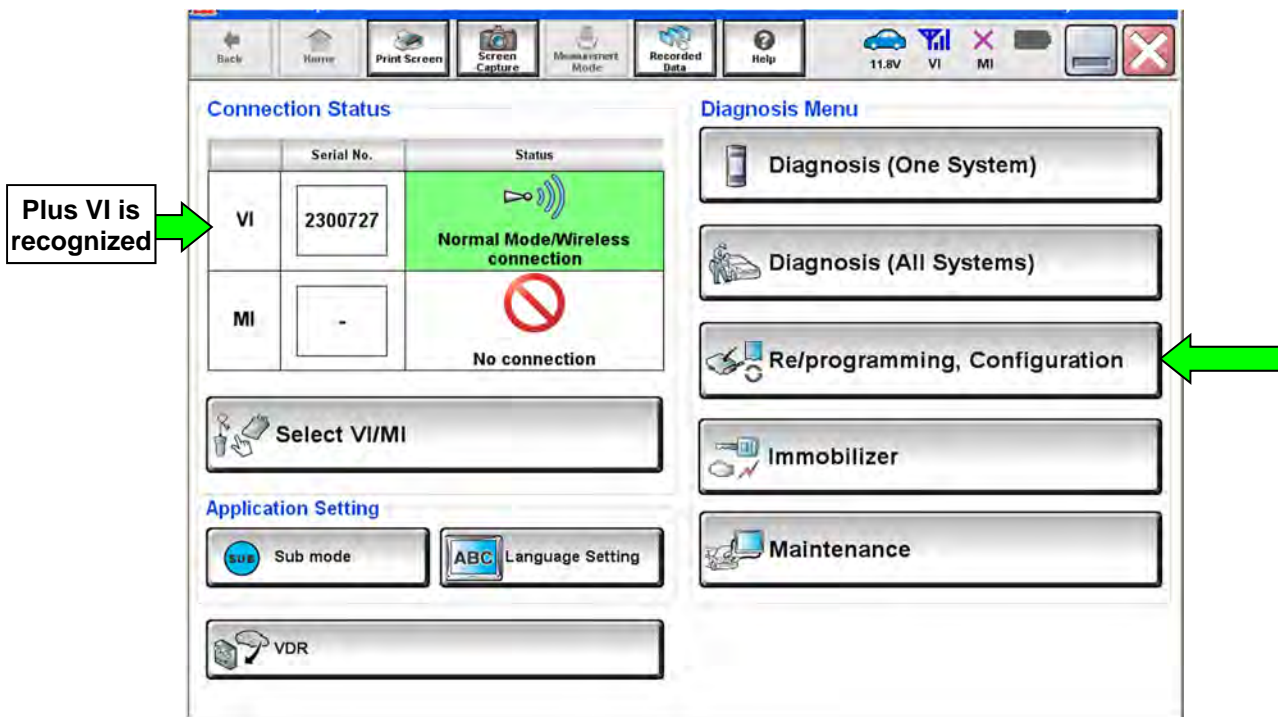 Back
Home
Print Screen
Screen
Capture
Measurement
Mode
Recorded
Data
Help
11.8V
VI
MI
Connection Status
Serial No.
Status
VI
2300727
Normal Mode/Wireless
connection
MI
-
No connection
Plus VI is
recognized
Select VI/MI
Application Setting
SUB
Sub mode
ABC
Language Setting
VDR
Diagnosis Menu
Diagnosis (One System)
Diagnosis (All Systems)
Re/programming, Configuration
Immobilizer
Maintenance